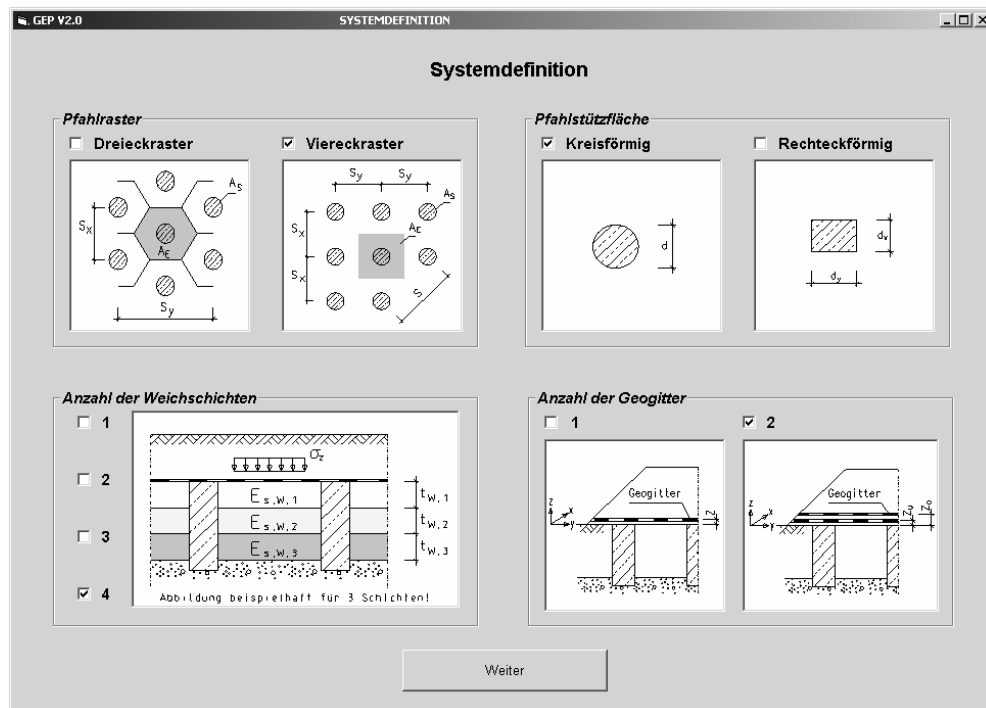 GEP V2.0 SYSTEMDEFINITION
Systemdefinition
Pfahlraster
Dreieckraster
Viereckraster
Sx
AS
AE
Sy
Sy Sy
AS
AE
Sx
Sx
S
Pfahlstützfläche
Kreisförmig
Rechteckförmig
d
dx
dy
Anzahl der Weichschichten
1
2
3
4
σz
Es,W,1
Es,W,2
Es,W,3
tW,1
tW,2
tW,3
Abbildung beispielhaft für 3 Schichten!
Anzahl der Geogitter
1
2
Geogitter
z
x
y
Z
Geogitter
z
x
y
Zu
Zo
Weiter